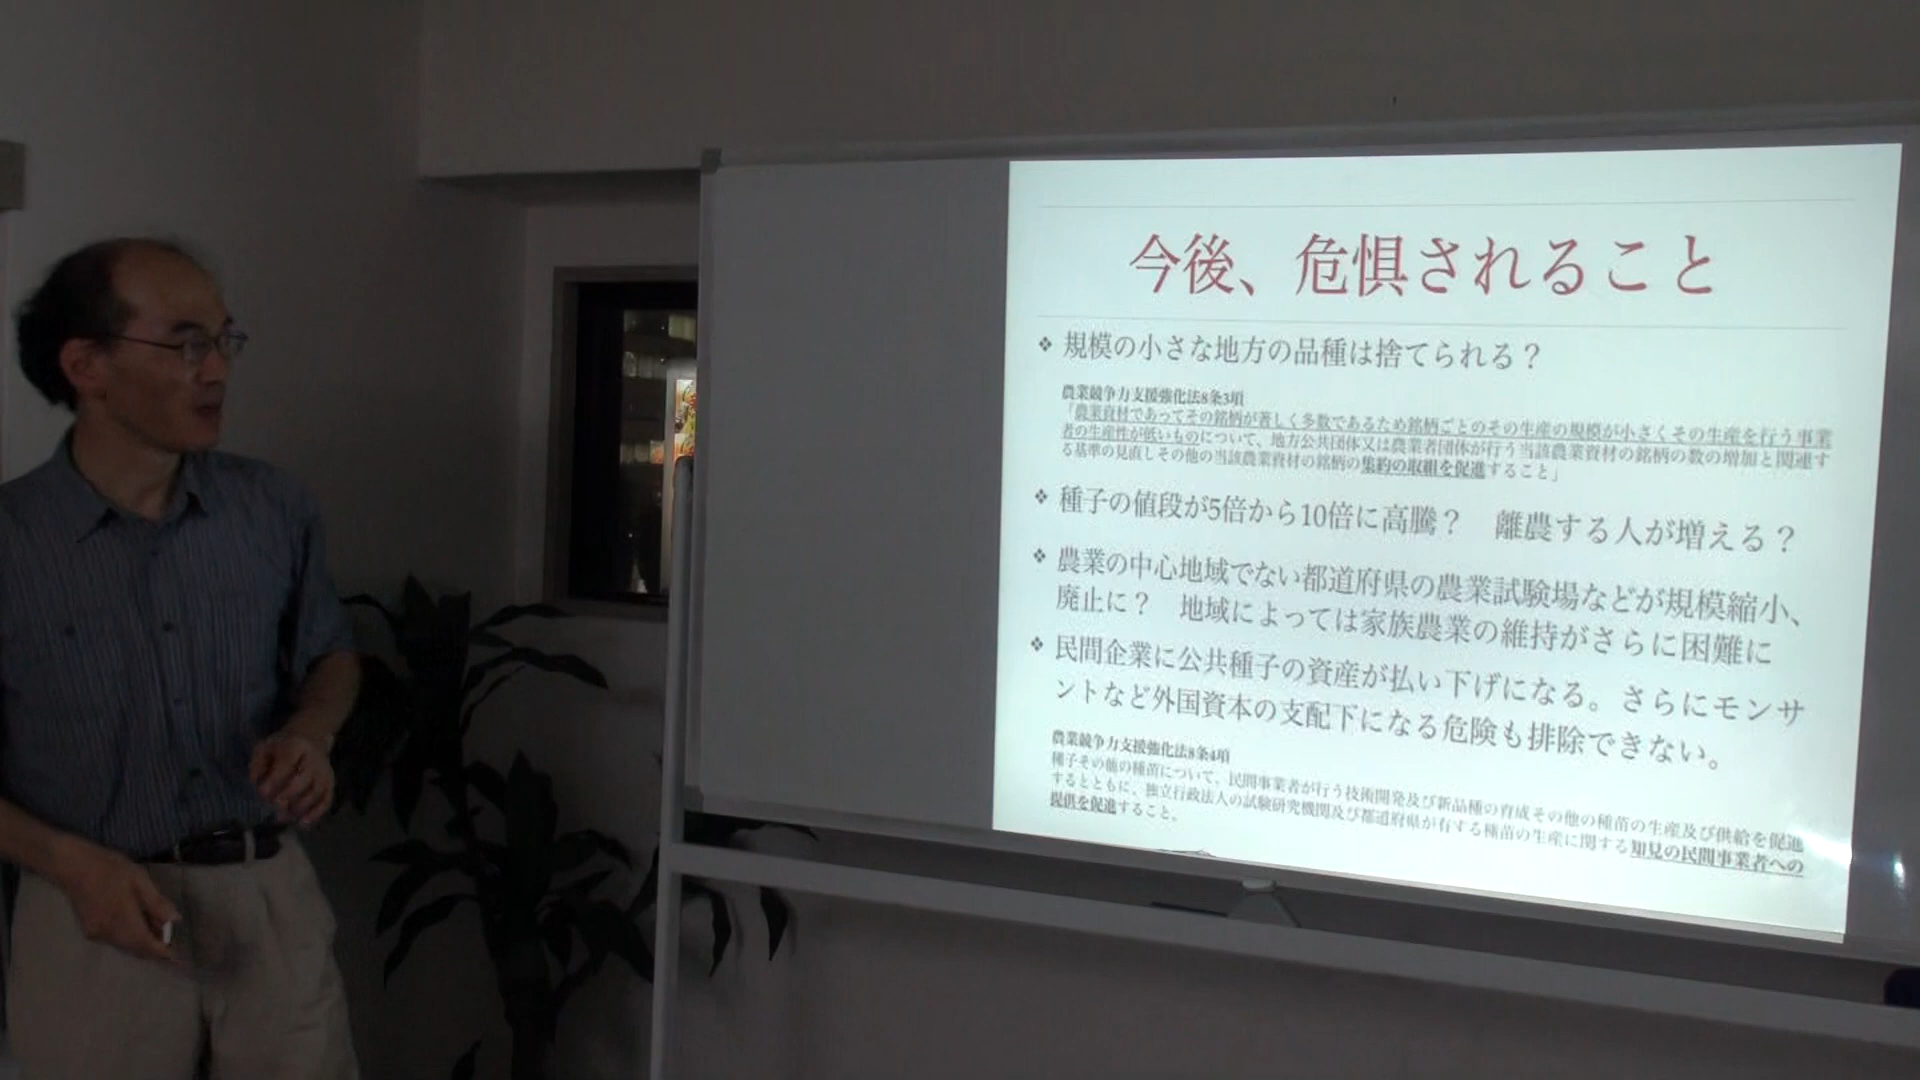 今後、危惧されること
❖ 規模の小さな地方の品種は捨てられる？
農業競争力支援強化法8条3項
「農業資材であってその銘柄が著しく多数であるため銘柄ごとのその生産の規模が小さくその生産を行う事業
者の生産性が低いものについて、地方公共団体又は農業者団体が行う当該農業資材の銘柄の数の増加と関連す
る基準の見直しその他の当該農業資材の銘柄の集約の取組を促進すること」
❖ 種子の値段が5倍から10倍に高騰？　離農する人が増える？
❖ 農業の中心地域でない都道府県の農業試験場などが規模縮小、
廃止に？　地域によっては家族農業の維持がさらに困難に
❖ 民間企業に公共種子の資産が払い下げになる。さらにモンサ
ントなど外国資本の支配下になる危険も排除できない。
農業競争力支援強化法8条4項
種子その他の種苗について、民間事業者が行う技術開発及び新品種の育成その他の種苗の生産及び供給を促進
するとともに、独立行政法人の試験研究機関及び都道府県が有する種苗の生産に関する知見の民間事業者への
提供を促進すること。